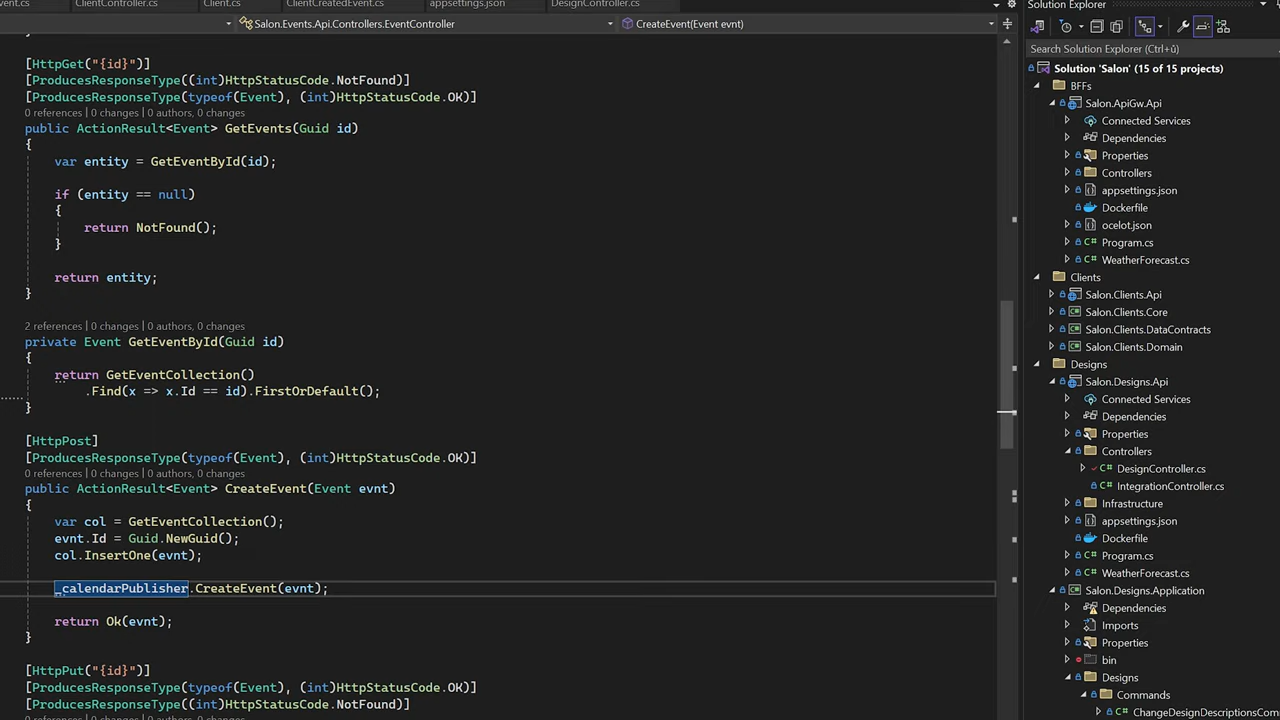 vent.cs ClientController.cs Client.cs ClientCreatedEvent.cs appsettings.json DesignController.cs
Salon.Events.Api.Controllers.EventController CreateEvent(Event evnt)
[HttpGet("{id}")]
[ProducesResponseType((int)HttpStatusCode.NotFound)]
[ProducesResponseType(typeof(Event), (int)HttpStatusCode.OK)]
0 references | 0 changes | 0 authors, 0 changes
public ActionResult<Event> GetEvents(Guid id)
{
var entity = GetEventById(id);
if (entity == null)
{
return NotFound();
}
return entity;
}
2 references | 0 changes | 0 authors, 0 changes
private Event GetEventById(Guid id)
{
return GetEventCollection()
.Find(x => x.Id == id).FirstOrDefault();
}
[HttpPost]
[ProducesResponseType(typeof(Event), (int)HttpStatusCode.OK)]
0 references | 0 changes | 0 authors, 0 changes
public ActionResult<Event> CreateEvent(Event evnt)
{
var col = GetEventCollection();
evnt.Id = Guid.NewGuid();
col.InsertOne(evnt);
_calendarPublisher.CreateEvent(evnt);
return Ok(evnt);
}
[HttpPut("{id}")]
[ProducesResponseType(typeof(Event), (int)HttpStatusCode.OK)]
[ProducesResponseType((int)HttpStatusCode.NotFound)]
Solution Explorer
Search Solution Explorer (Ctrl+ů)
Solution 'Salon' (15 of 15 projects)
BFFs
Salon.ApiGw.Api
Connected Services
Dependencies
Properties
Controllers
appsettings.json
Dockerfile
ocelot.json
C# Program.cs
C# WeatherForecast.cs
Clients
Salon.Clients.Api
Salon.Clients.Core
Salon.Clients.DataContracts
Salon.Clients.Domain
Designs
Salon.Designs.Api
Connected Services
Dependencies
Properties
Controllers
C# DesignController.cs
C# IntegrationController.cs
Infrastructure
appsettings.json
Dockerfile
C# Program.cs
C# WeatherForecast.cs
Salon.Designs.Application
Dependencies
Imports
Properties
bin
Designs
Commands
C# ChangeDesignDescriptionsCom